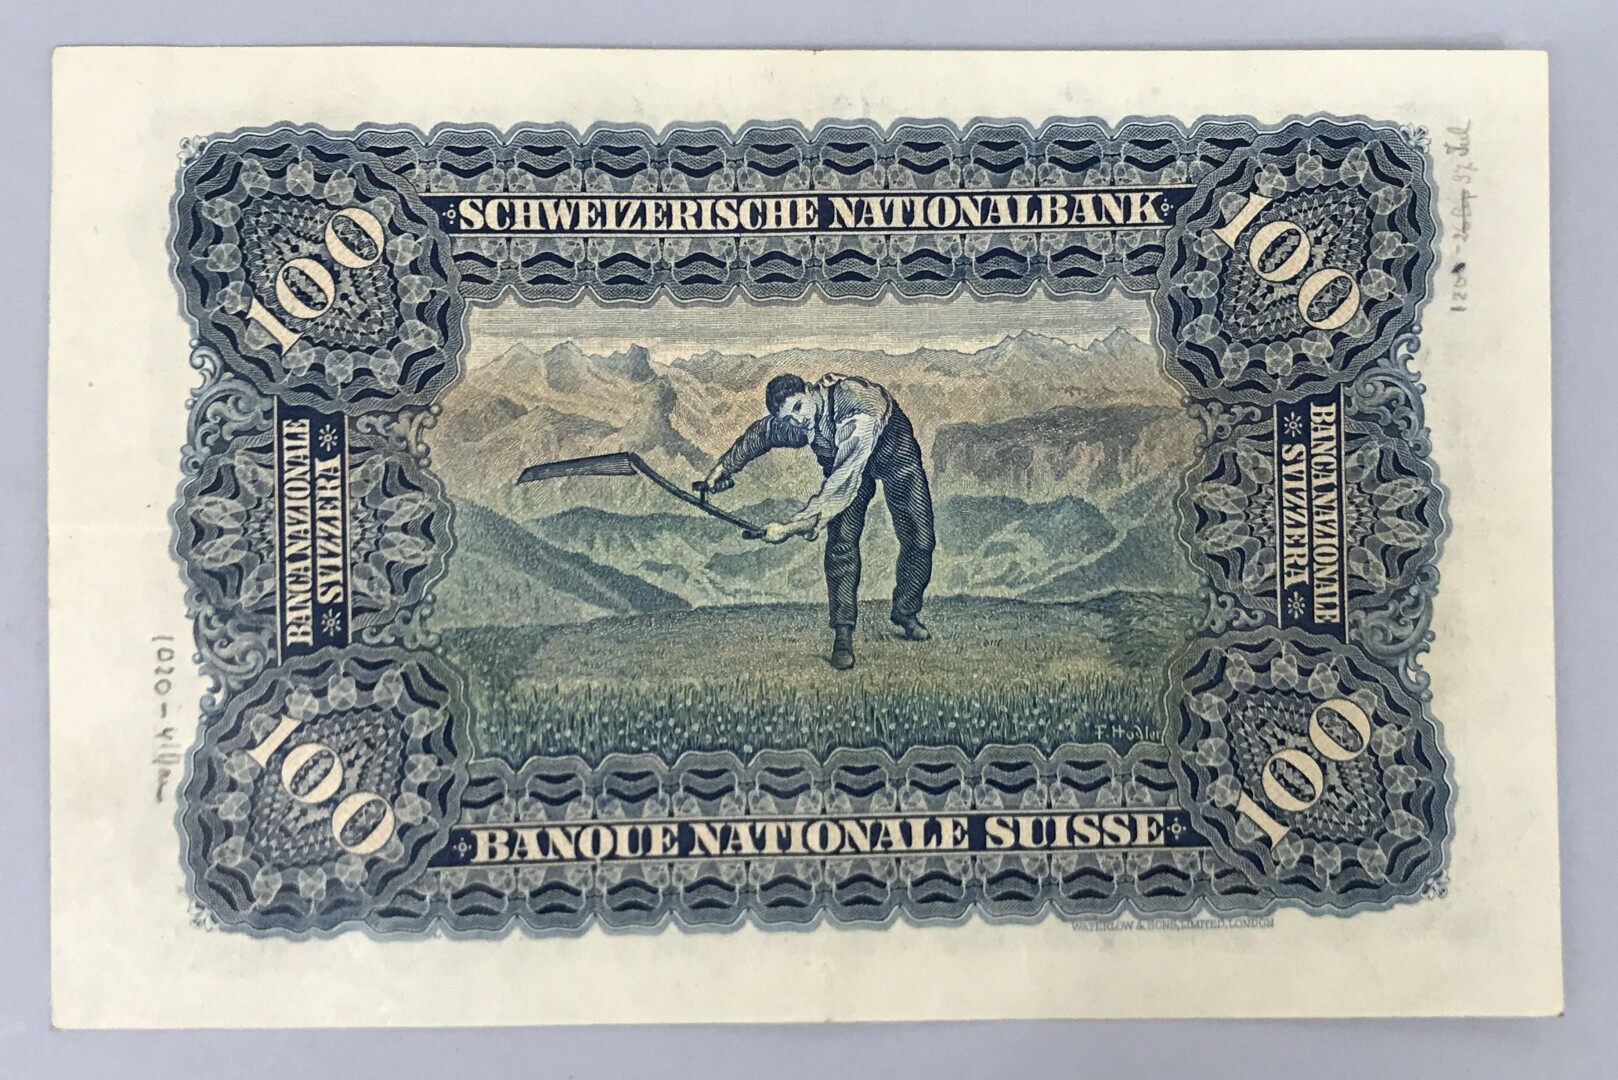 SCHWEIZERISCHE NATIONALBANK
100
100
BANCA NAZIONALE
SVIZZERA
BANCA NAZIONALE
SVIZZERA
F. Hodler
100
100
BANQUE NATIONALE SUISSE
WATERLOW & SONS, LIMITED, LONDON
1020 -